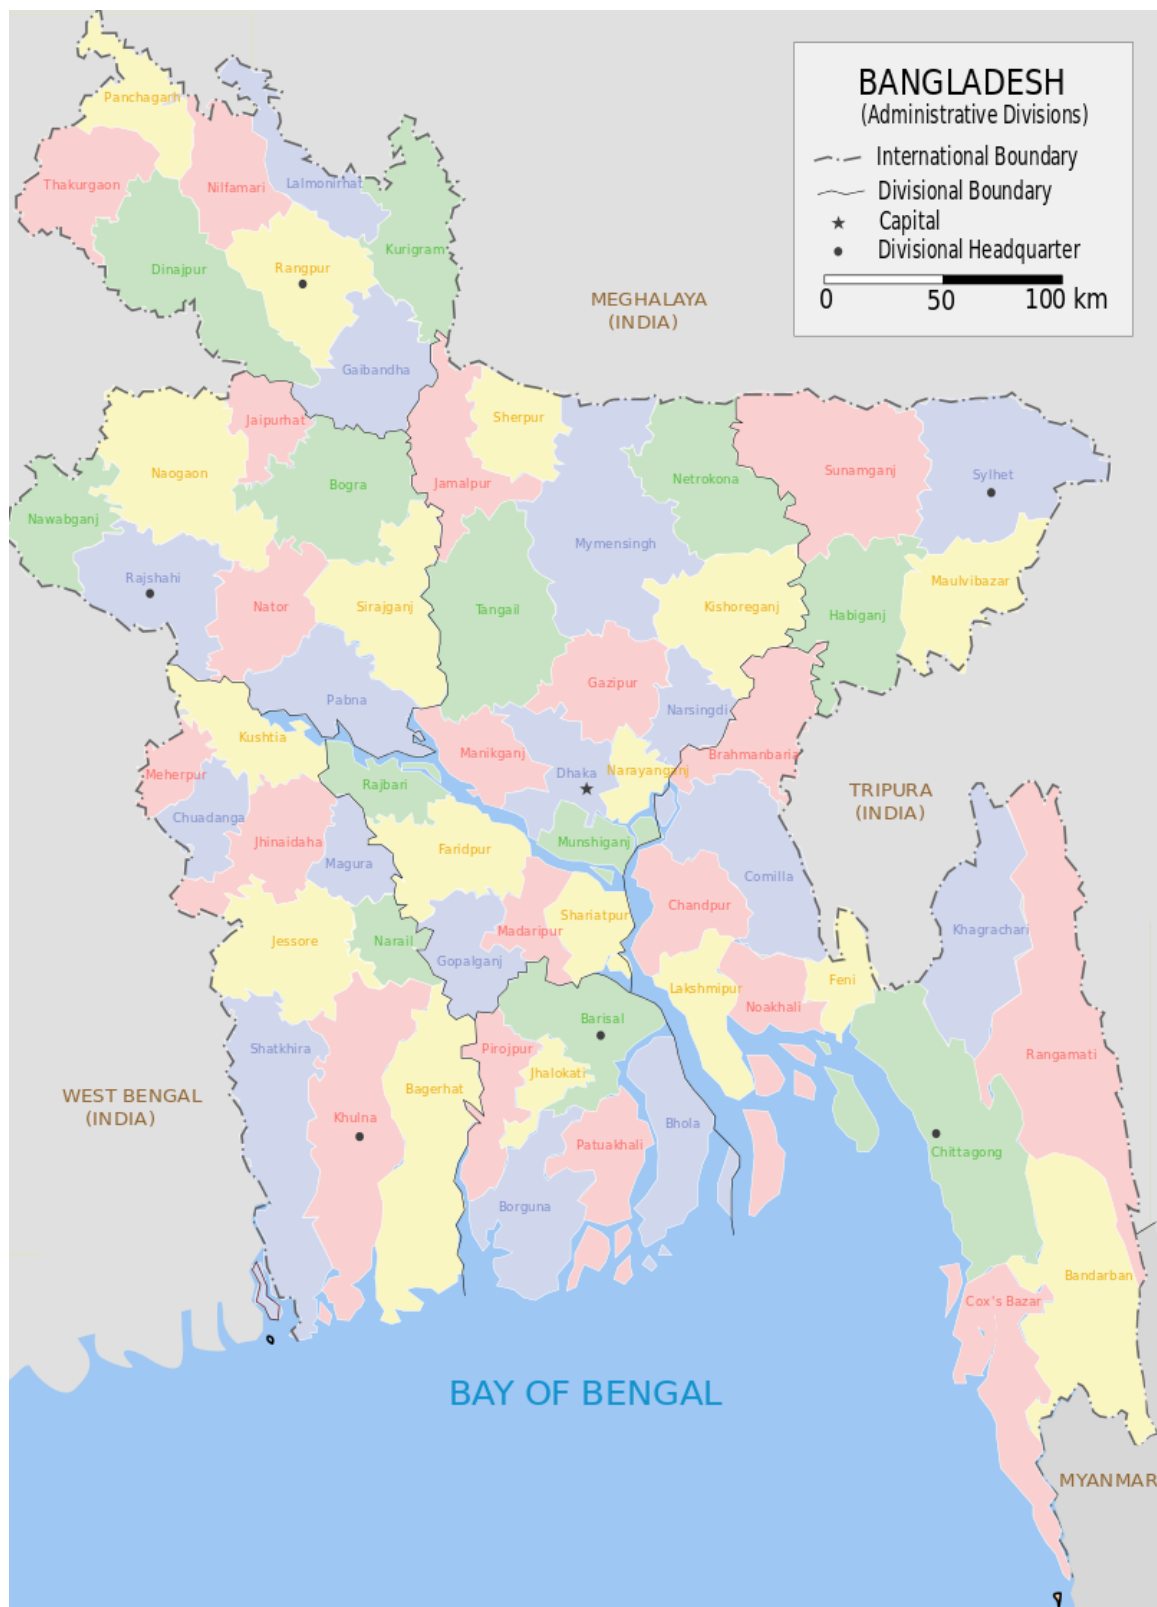 BANGLADESH
(Administrative Divisions)
International Boundary
Divisional Boundary
Capital
Divisional Headquarter
0 50 100 km
Panchagarh
Thakurgaon
Nilfamari
Lalmonirhat
Kurigram
Dinajpur
Rangpur
MEGHALAYA
(INDIA)
Gaibandha
Jaipurhat
Sherpur
Naogaon
Bogra
Jamalpur
Netrokona
Sunamganj
Sylhet
Nawabganj
Mymensingh
Rajshahi
Nator
Sirajganj
Tangail
Kishoreganj
Habiganj
Maulvibazar
Pabna
Gazipur
Narsingdi
Kushtia
Manikganj
Brahmanbaria
Meherpur
Rajbari
Dhaka
Narayanganj
TRIPURA
(INDIA)
Chuadanga
Jhinaidaha
Magura
Faridpur
Munshiganj
Comilla
Jessore
Narail
Gopalganj
Madaripur
Shariatpur
Chandpur
Khagrachari
Lakshmipur
Noakhali
Feni
Barisal
Shatkhira
Pirojpur
Rangamati
WEST BENGAL
(INDIA)
Khulna
Bagerhat
Jhalokati
Bhola
Patuakhali
Chittagong
Borguna
Bandarban
Cox's Bazar
BAY OF BENGAL
MYANMAR